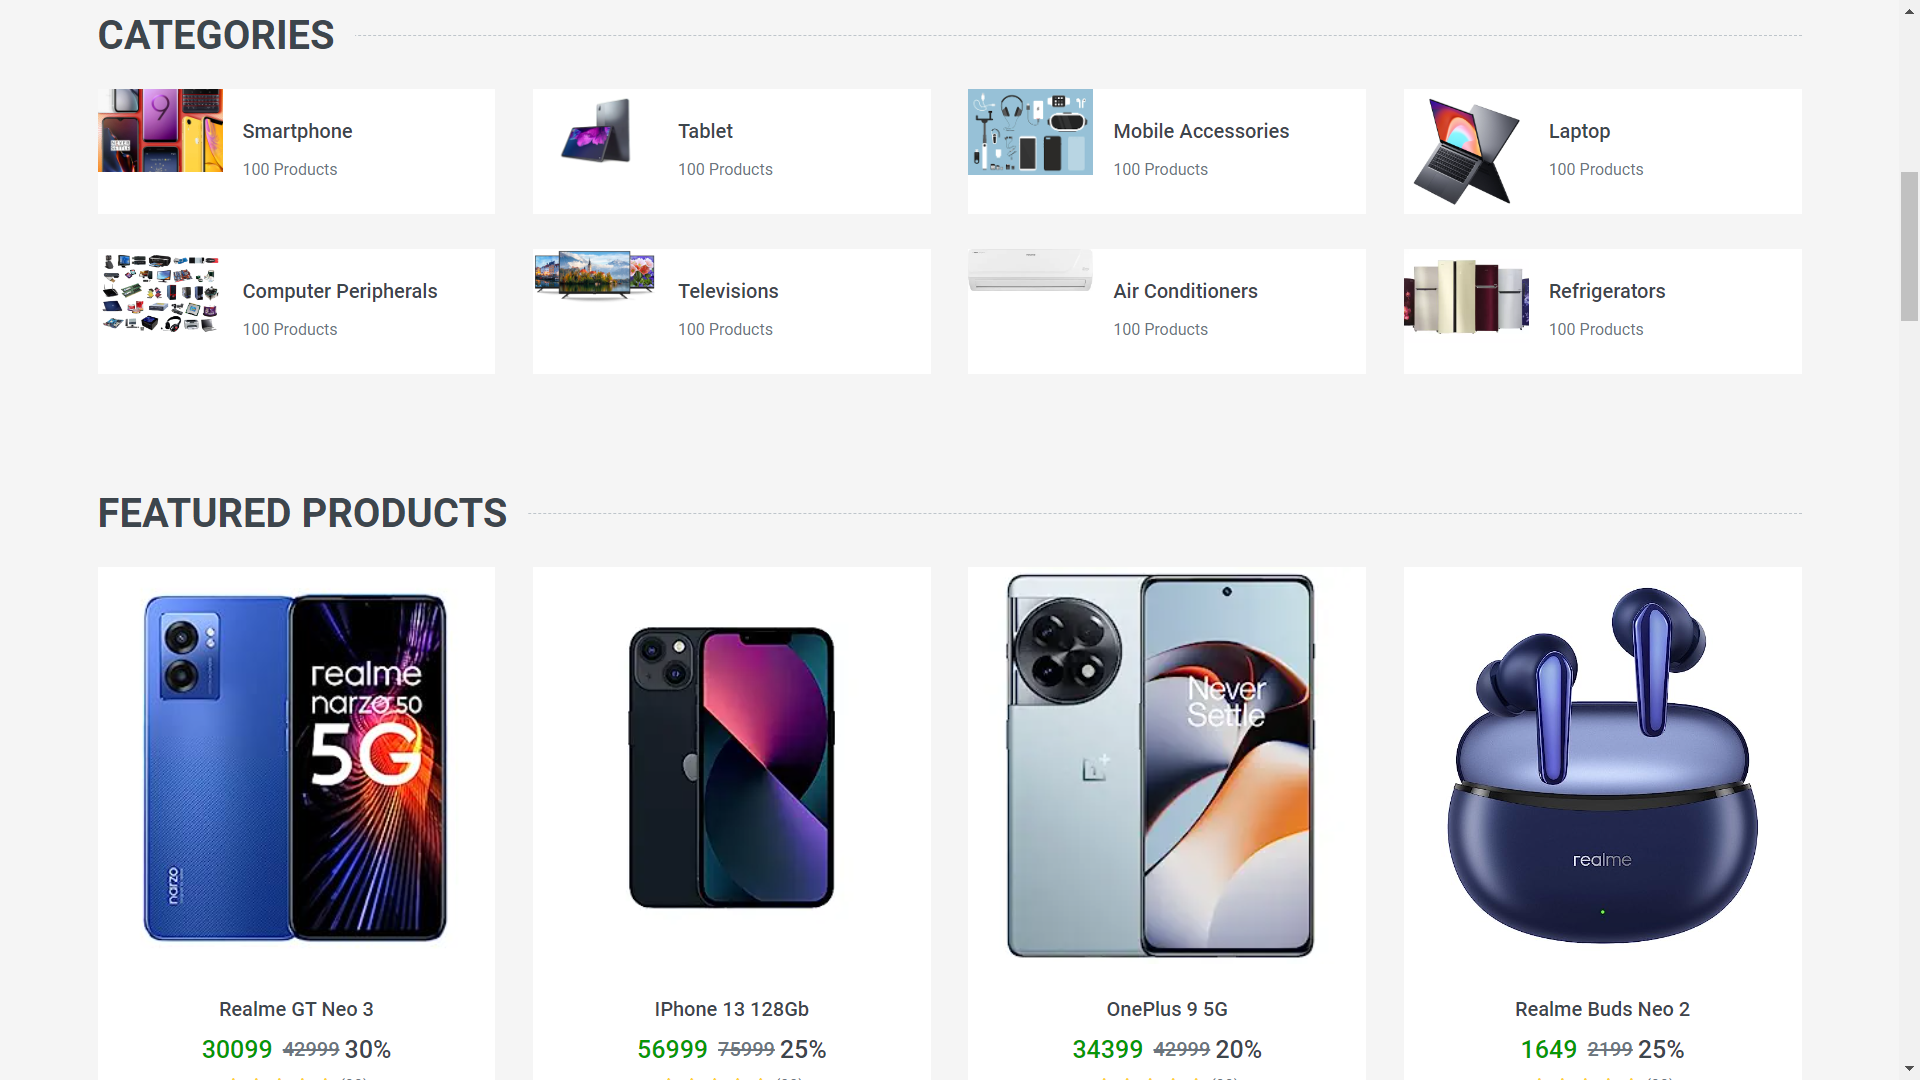 CATEGORIES
Smartphone
100 Products
Tablet
100 Products
Mobile Accessories
100 Products
Laptop
100 Products
Computer Peripherals
100 Products
Televisions
100 Products
Air Conditioners
100 Products
Refrigerators
100 Products
FEATURED PRODUCTS
realme
narzo 50
5G
narzo
Never
Settle
realme
Realme GT Neo 3
30099 42999 30%
IPhone 13 128Gb
56999 75999 25%
OnePlus 9 5G
34399 42999 20%
Realme Buds Neo 2
1649 2199 25%